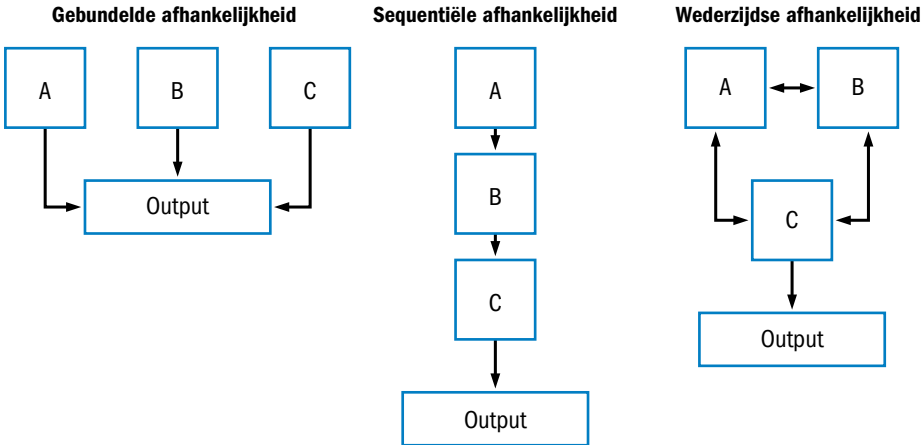 Gebundelde afhankelijkheid
A
B
C
Output
Sequentiële afhankelijkheid
A
B
C
Output
Wederzijdse afhankelijkheid
A
B
C
Output